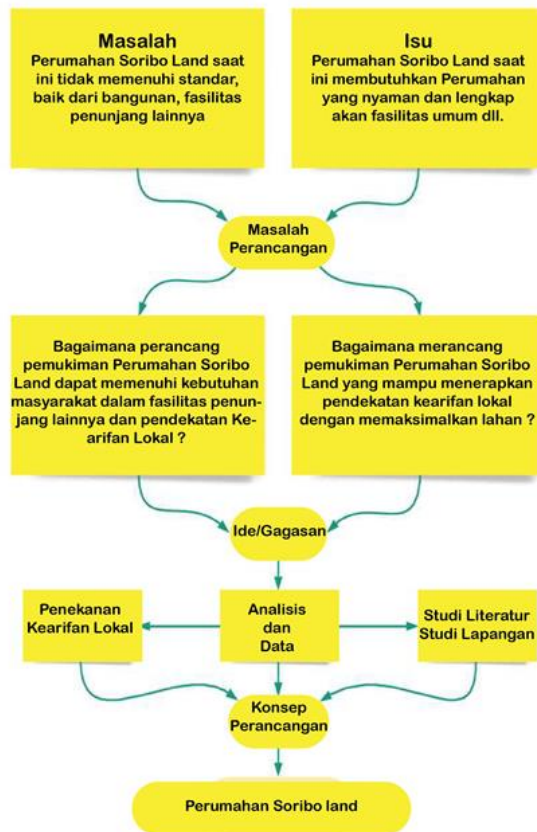 Masalah
Perumahan Soribo Land saat
ini tidak memenuhi standar,
baik dari bangunan, fasilitas
penunjang lainnya
Isu
Perumahan Soribo Land saat
ini membutuhkan Perumahan
yang nyaman dan lengkap
akan fasilitas umum dll.
Masalah
Perancangan
Bagaimana perancang
pemukiman Perumahan Soribo
Land dapat memenuhi kebutuhan
masyarakat dalam fasilitas penun-
jang lainnya dan pendekatan Ke-
arifan Lokal ?
Bagaimana merancang
pemukiman Perumahan Soribo
Land yang mampu menerapkan
pendekatan kearifan lokal
dengan memaksimalkan lahan ?
Ide/Gagasan
Penekanan
Kearifan Lokal
Analisis
dan
Data
Studi Literatur
Studi Lapangan
Konsep
Perancangan
Perumahan Soribo land